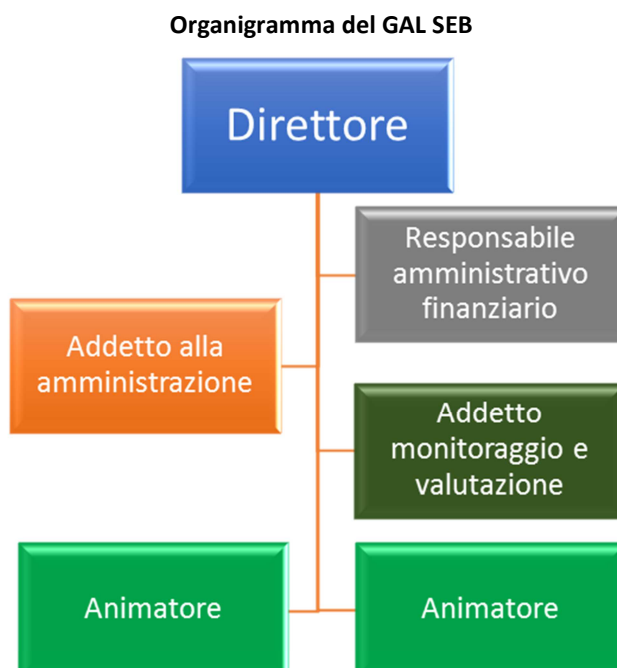 Organigramma del GAL SEB
Direttore
Responsabile
amministrativo
finanziario
Addetto alla
amministrazione
Addetto
monitoraggio e
valutazione
Animatore
Animatore